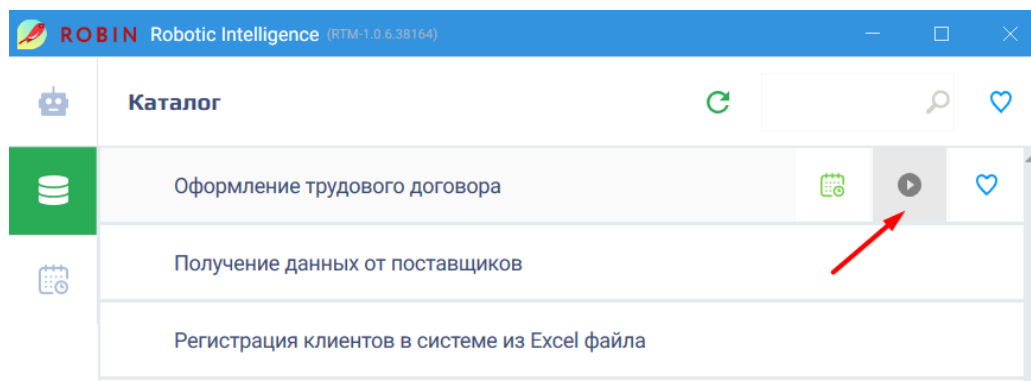 ROBIN Robotic Intelligence (RTM-1.0.6.38164)
Каталог
Оформление трудового договора
Получение данных от поставщиков
Регистрация клиентов в системе из Excel файла